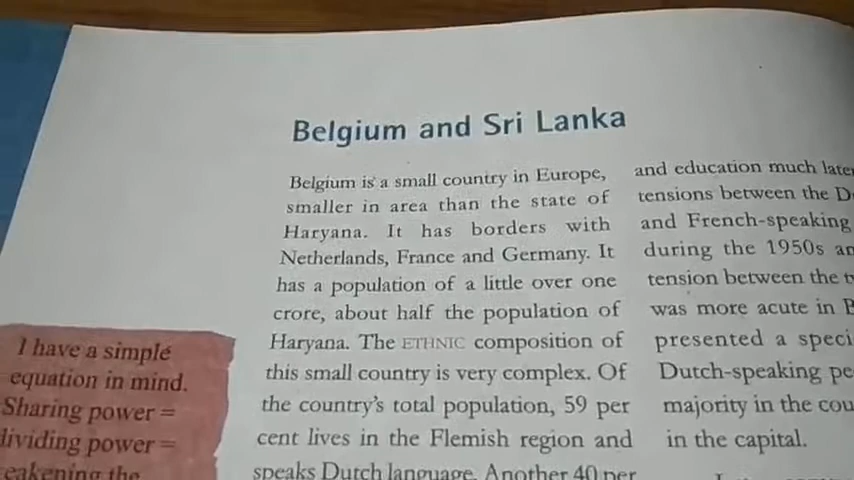 Belgium and Sri Lanka
Belgium is a small country in Europe,
smaller in area than the state of
Haryana. It has borders with
Netherlands, France and Germany. It
has a population of a little over one
crore, about half the population of
Haryana. The ETHNIC composition of
this small country is very complex. Of
the country's total population, 59 per
cent lives in the Flemish region and
speaks Dutch language. Another 40 per
and education much later
tensions between the
and French-speaking
during the 1950s
tension between the
was more acute in
presented a
Dutch-speaking
majority in the
in the capital.
I have a simple
equation in mind.
Sharing power =
dividing power =
the